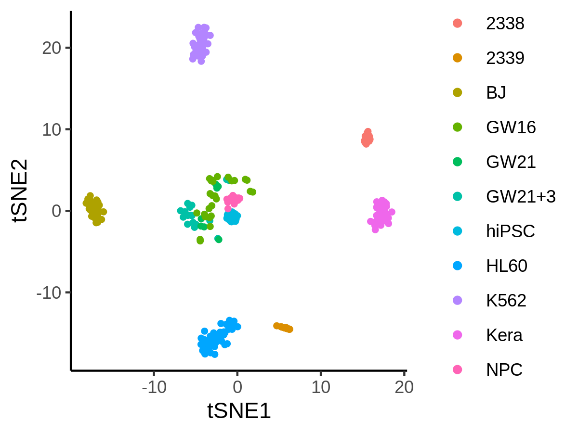 20
10
0
-10
-10
0
10
20
tSNE1
tSNE2
2338
2339
BJ
GW16
GW21
GW21+3
hiPSC
HL60
K562
Kera
NPC